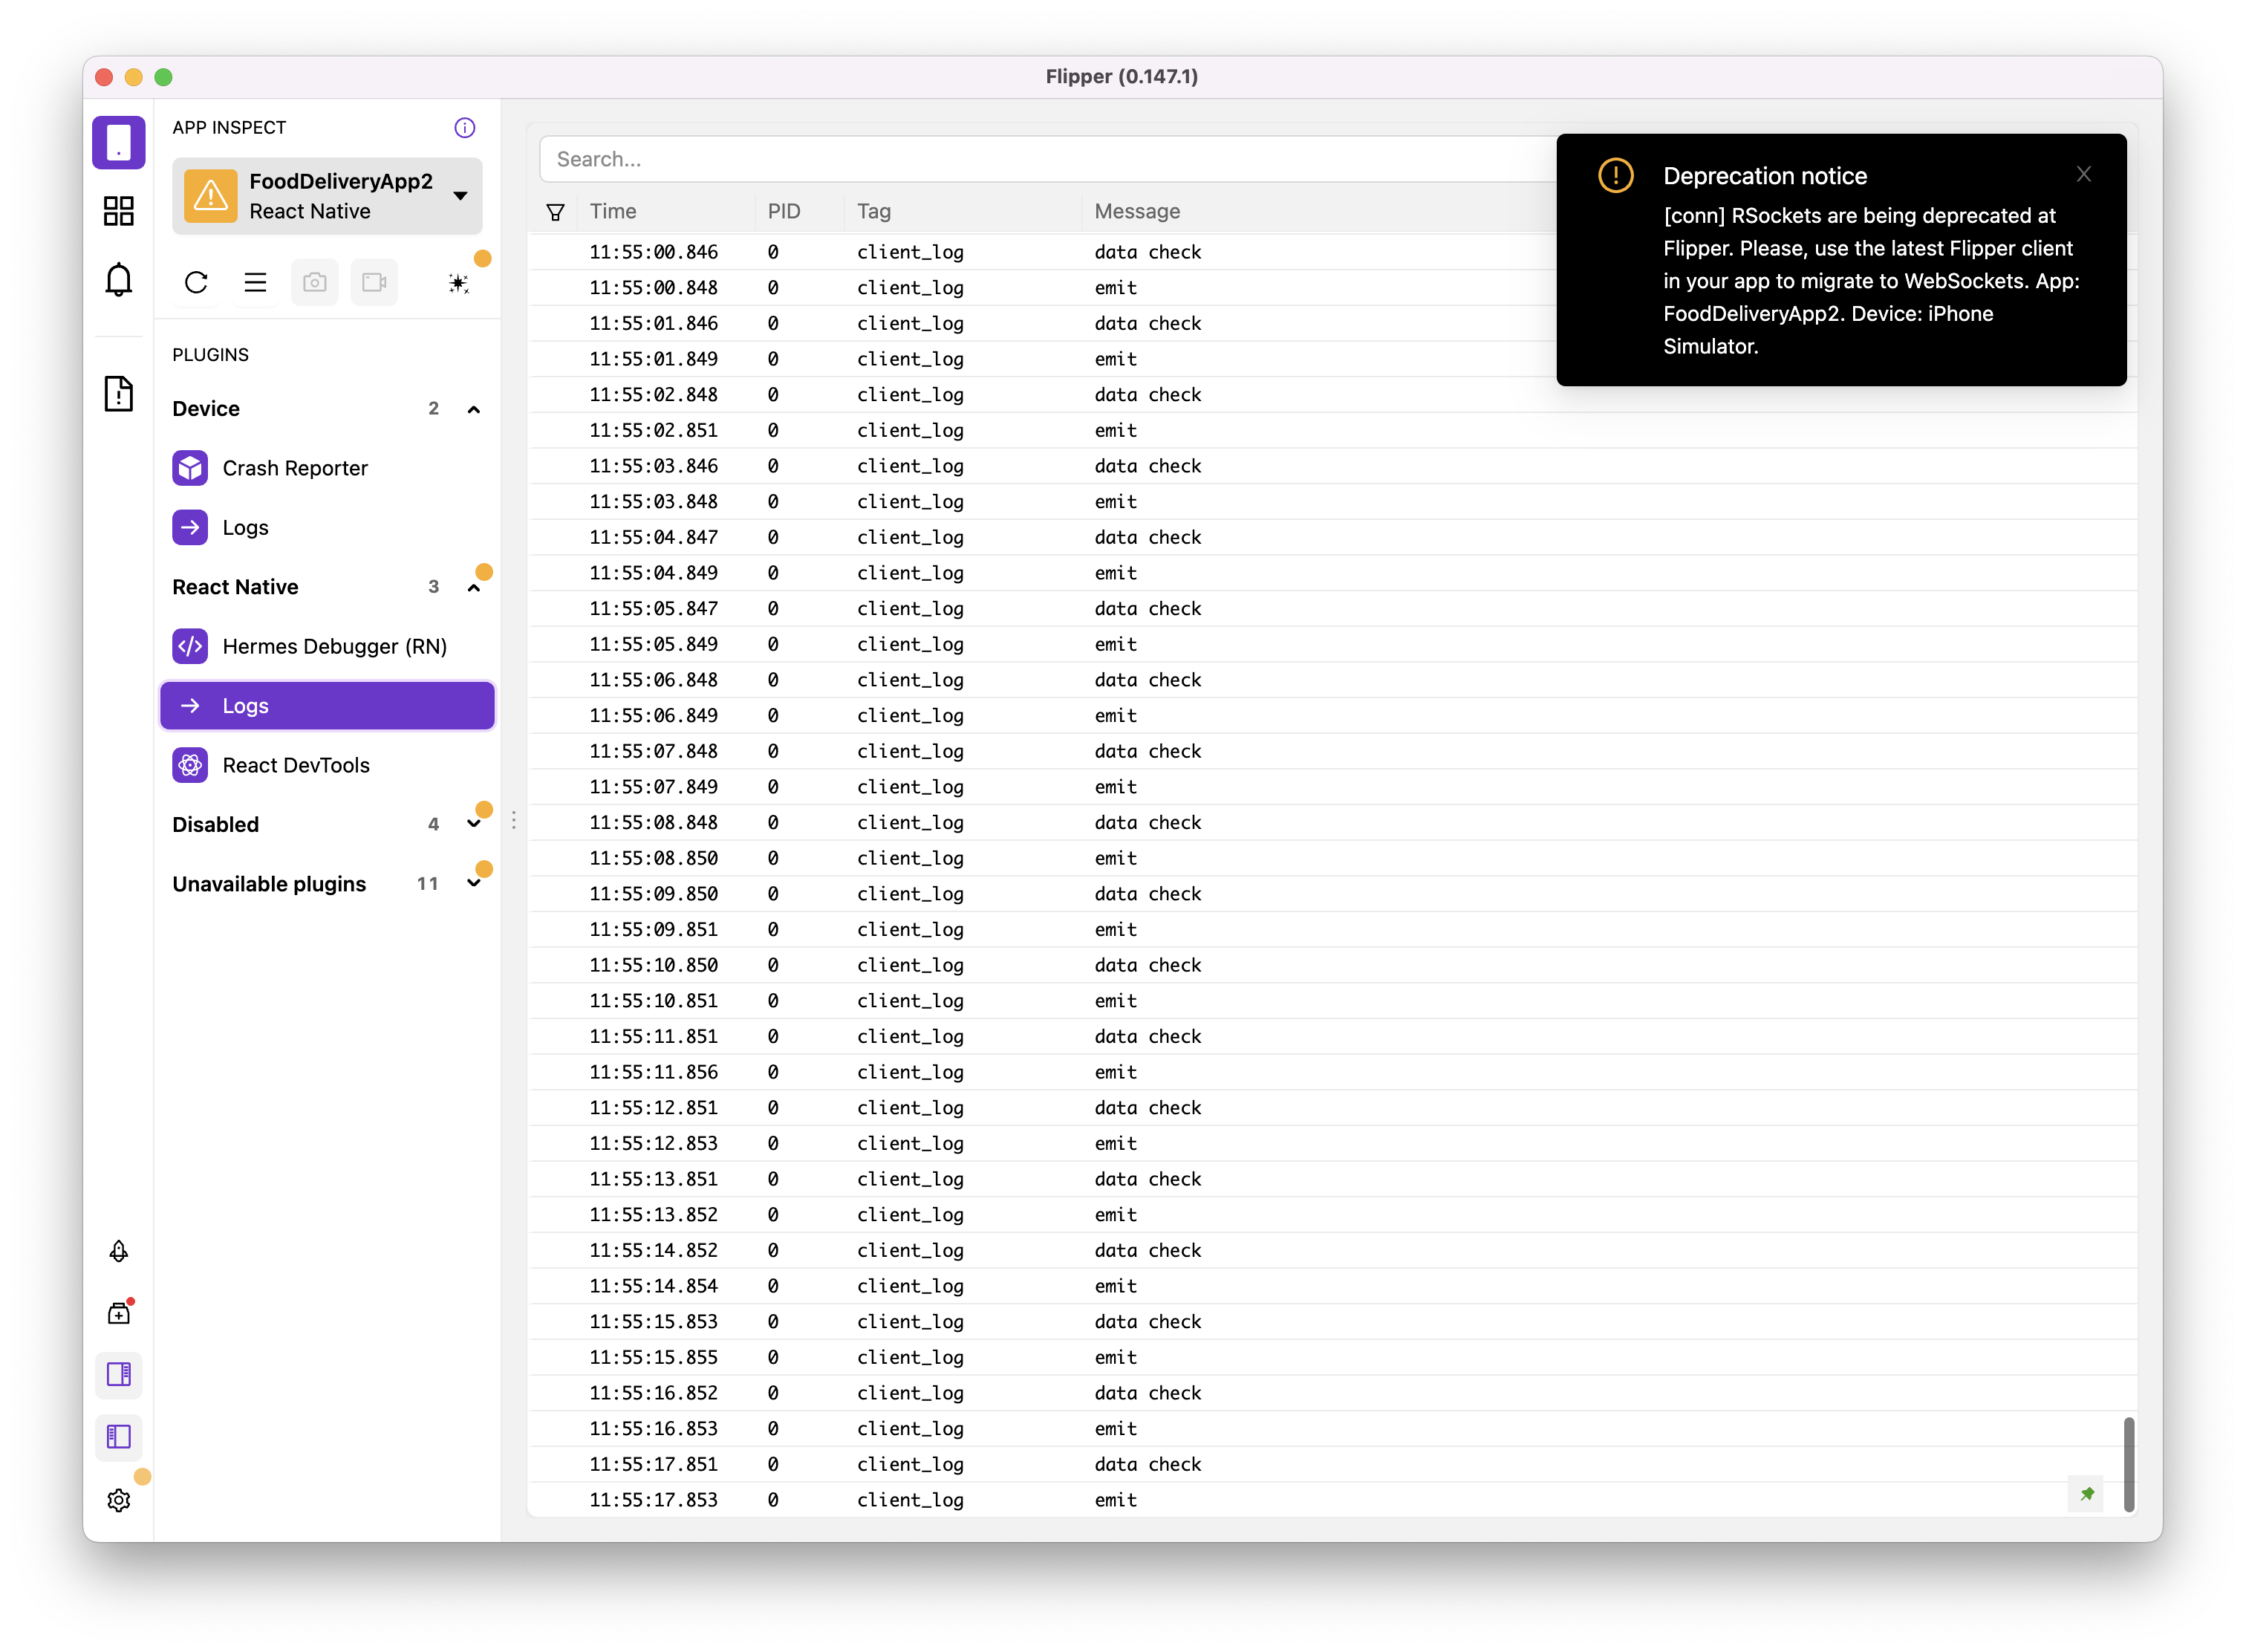 Flipper (0.147.1)
APP INSPECT
FoodDeliveryApp2
React Native
PLUGINS
Device 2
Crash Reporter
Logs
React Native 3
Hermes Debugger (RN)
Logs
React DevTools
Disabled 4
Unavailable plugins 11
Search...
Deprecation notice
[conn] RSockets are being deprecated at
Flipper. Please, use the latest Flipper client
in your app to migrate to WebSockets. App:
FoodDeliveryApp2. Device: iPhone
Simulator.
Time PID Tag Message
11:55:00.846 0 client_log data check
11:55:00.848 0 client_log emit
11:55:01.846 0 client_log data check
11:55:01.849 0 client_log emit
11:55:02.848 0 client_log data check
11:55:02.851 0 client_log emit
11:55:03.846 0 client_log data check
11:55:03.848 0 client_log emit
11:55:04.847 0 client_log data check
11:55:04.849 0 client_log emit
11:55:05.847 0 client_log data check
11:55:05.849 0 client_log emit
11:55:06.848 0 client_log data check
11:55:06.849 0 client_log emit
11:55:07.848 0 client_log data check
11:55:07.849 0 client_log emit
11:55:08.848 0 client_log data check
11:55:08.850 0 client_log emit
11:55:09.850 0 client_log data check
11:55:09.851 0 client_log emit
11:55:10.850 0 client_log data check
11:55:10.851 0 client_log emit
11:55:11.851 0 client_log data check
11:55:11.856 0 client_log emit
11:55:12.851 0 client_log data check
11:55:12.853 0 client_log emit
11:55:13.851 0 client_log data check
11:55:13.852 0 client_log emit
11:55:14.852 0 client_log data check
11:55:14.854 0 client_log emit
11:55:15.853 0 client_log data check
11:55:15.855 0 client_log emit
11:55:16.852 0 client_log data check
11:55:16.853 0 client_log emit
11:55:17.851 0 client_log data check
11:55:17.853 0 client_log emit